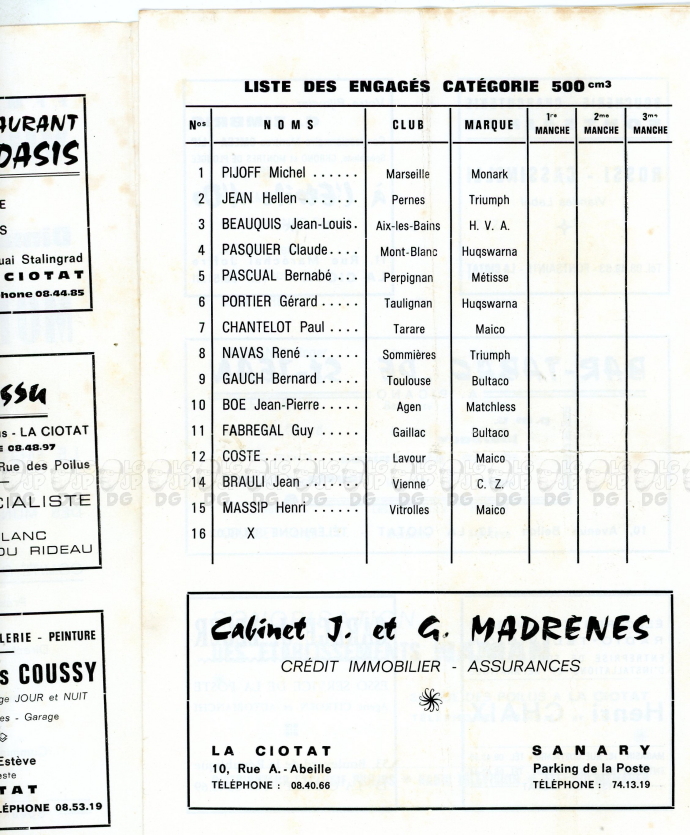 AURANT
OASIS
E
S
uai Stalingrad
CIOTAT
hone 08.44.85
ssu
s - LA CIOTAT
E 08.48.97
Rue des Poilus
CIALISTE
LANC
DU RIDEAU
LERIE - PEINTURE
s COUSSY
ge JOUR et NUIT
es - Garage
Estève
este
TAT
LÉPHONE 08.53.19
LISTE DES ENGAGÉS CATÉGORIE 500 cm3
Nos NOMS CLUB MARQUE 1re MANCHE 2me MANCHE 3me MANCHE
1 PIJOFF Michel ...... Marseille Monark
2 JEAN Hellen ....... Pernes Triumph
3 BEAUQUIS Jean-Louis. Aix-les-Bains H. V. A.
4 PASQUIER Claude.... Mont-Blanc Huqswarna
5 PASCUAL Bernabé ... Perpignan Métisse
6 PORTIER Gérard ..... Taulignan Huqswarna
7 CHANTELOT Paul .... Tarare Maico
8 NAVAS René ....... Sommières Triumph
9 GAUCH Bernard ..... Toulouse Bultaco
10 BOE Jean-Pierre..... Agen Matchless
11 FABREGAL Guy ..... Gaillac Bultaco
12 COSTE........... Lavour Maico
14 BRAULI Jean ....... Vienne C. Z.
15 MASSIP Henri ...... Vitrolles Maico
16 X
Cabinet J. et G. MADRÈNES
CRÉDIT IMMOBILIER - ASSURANCES
LA CIOTAT SANARY
10, Rue A.-Abeille Parking de la Poste
TÉLÉPHONE : 08.40.66 TÉLÉPHONE : 74.13.19